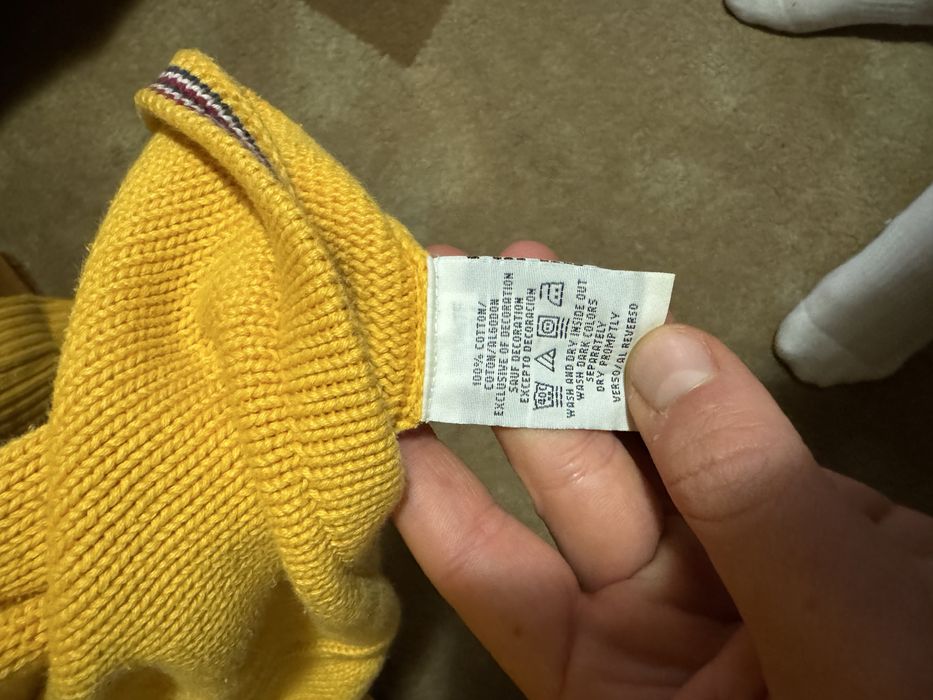 100% COTTON/
COTON/ALGODON
EXCLUSIVE OF DECORATION
SAUF DECORATION
EXCEPTO DECORACION
40C
WASH AND DRY INSIDE OUT
WASH DARK COLORS
SEPARATELY
DRY PROMPTLY
VERSO/AL REVERSO